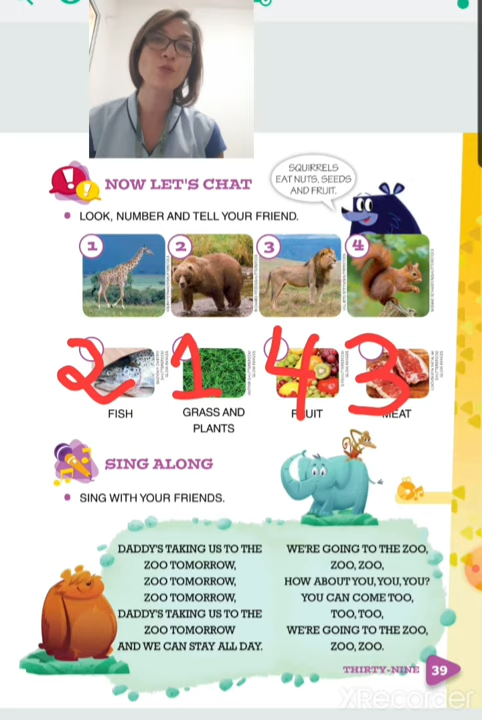 NOW LET'S CHAT
SQUIRRELS
EAT NUTS, SEEDS
AND FRUIT.
• LOOK, NUMBER AND TELL YOUR FRIEND.
1 2 3 4
2 1 4 3
FISH
GRASS AND
PLANTS
FRUIT
MEAT
SING ALONG
• SING WITH YOUR FRIENDS.
DADDY'S TAKING US TO THE
ZOO TOMORROW,
ZOO TOMORROW,
ZOO TOMORROW,
DADDY'S TAKING US TO THE
ZOO TOMORROW
AND WE CAN STAY ALL DAY.
WE'RE GOING TO THE ZOO,
ZOO, ZOO,
HOW ABOUT YOU, YOU, YOU?
YOU CAN COME TOO,
TOO, TOO,
WE'RE GOING TO THE ZOO,
ZOO, ZOO.
THIRTY-NINE 39
XRecorder